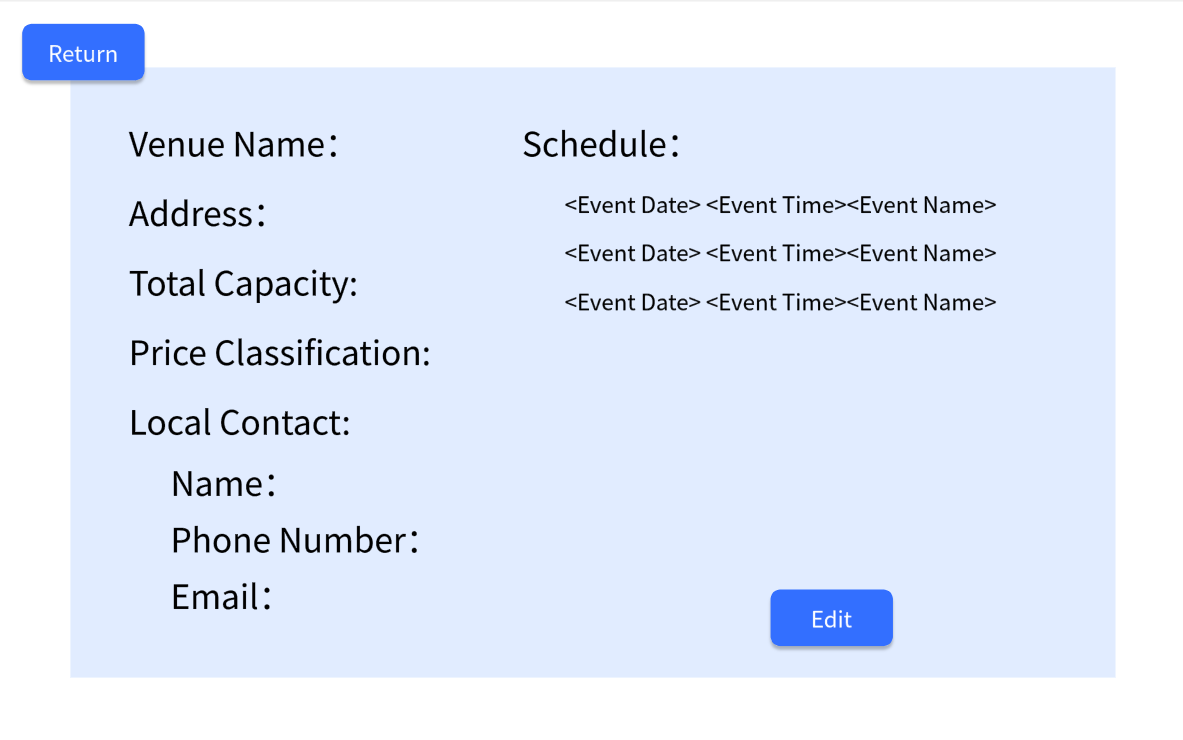 Return
Venue Name：
Address：
Total Capacity:
Price Classification:
Local Contact:
Name：
Phone Number：
Email：
Schedule：
<Event Date> <Event Time><Event Name>
<Event Date> <Event Time><Event Name>
<Event Date> <Event Time><Event Name>
Edit